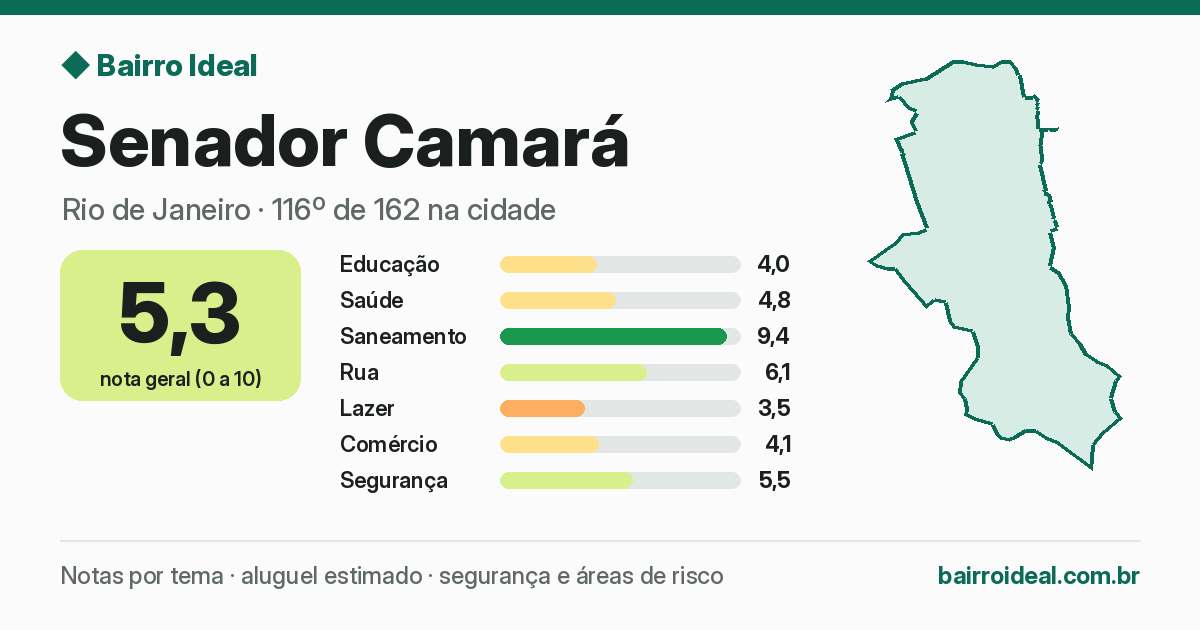 Bairro Ideal
Senador Camará
Rio de Janeiro · 116º de 162 na cidade
5,3
nota geral (0 a 10)
Educação 4,0
Saúde 4,8
Saneamento 9,4
Rua 6,1
Lazer 3,5
Comércio 4,1
Segurança 5,5
Notas por tema · aluguel estimado · segurança e áreas de risco
bairroideal.com.br